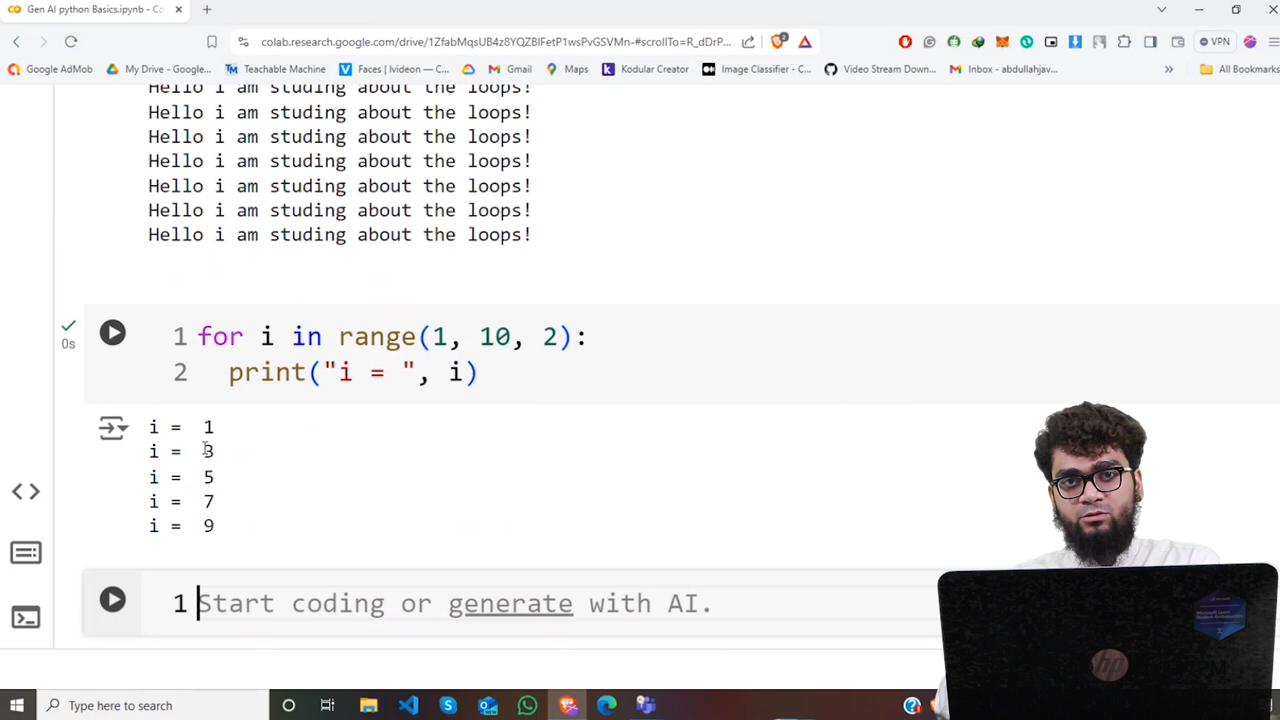 Gen AI python Basics.ipynb - Co
colab.research.google.com/drive/1ZfabMqsUB4z8YQZBIFetP1wsPvGSVMn-#scrollTo=R_dDrP...
VPN
Google AdMob
My Drive - Google...
Teachable Machine
Faces | Ivideon — C...
Gmail
Maps
Kodular Creator
Image Classifier - C...
Video Stream Down...
Inbox - abdullahjav...
All Bookmarks
Hello i am studing about the loops!
Hello i am studing about the loops!
Hello i am studing about the loops!
Hello i am studing about the loops!
Hello i am studing about the loops!
Hello i am studing about the loops!
Hello i am studing about the loops!
0s
1 for i in range(1, 10, 2):
2 print("i = ", i)
i = 1
i = 3
i = 5
i = 7
i = 9
1 Start coding or generate with AI.
hp
Type here to search